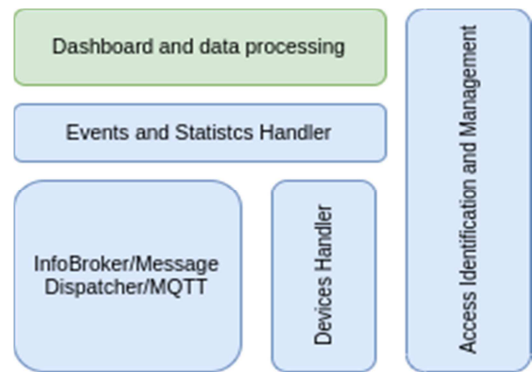 Dashboard and data processing
Events and Statistcs Handler
InfoBroker/Message
Dispatcher/MQTT
Devices Handler
Access Identification and Management